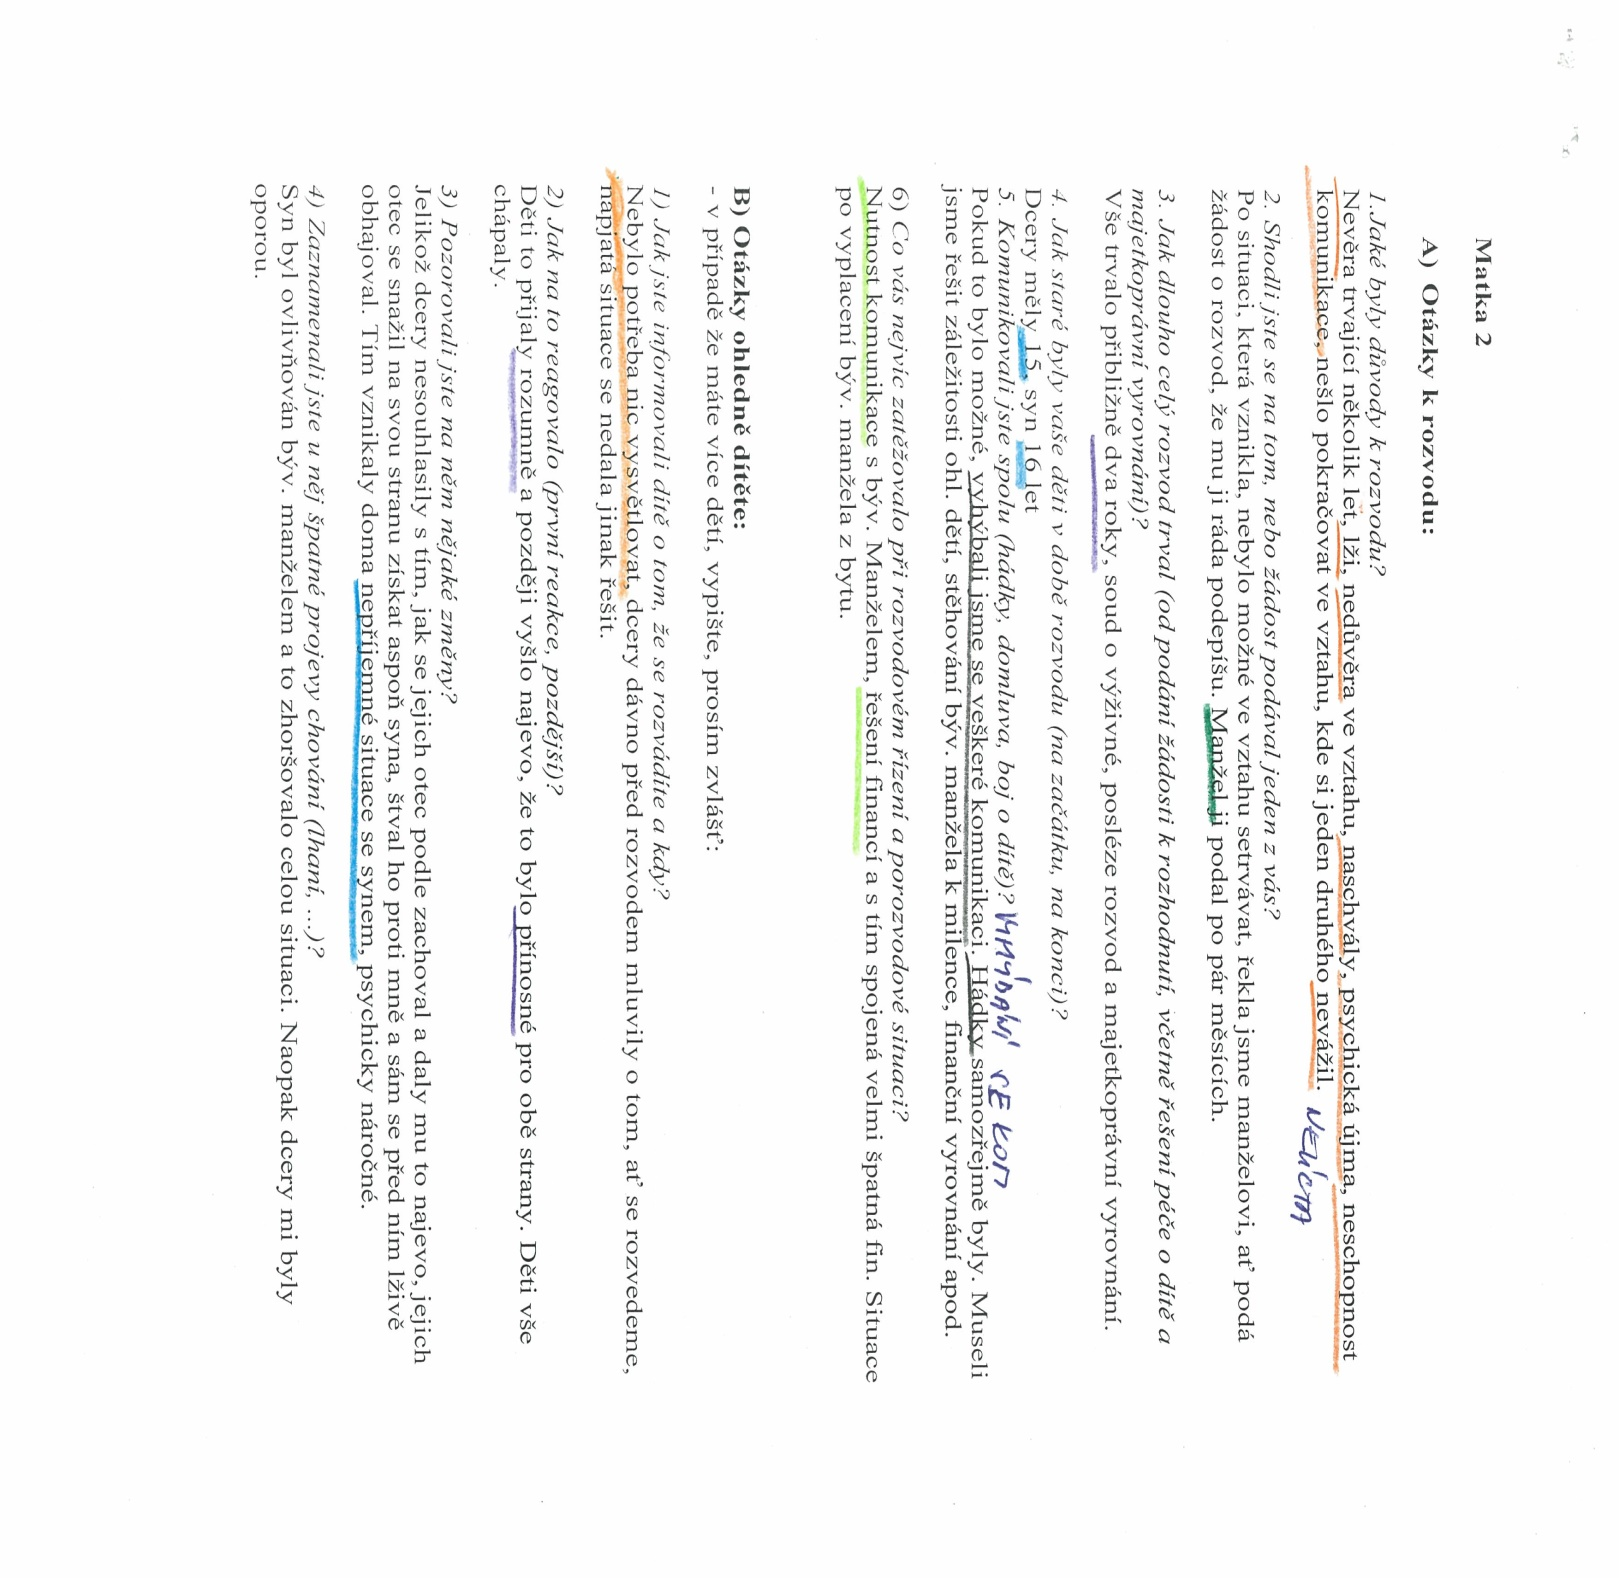 Matka 2
A) Otázky k rozvodu:
1.Jaké byly důvody k rozvodu?
Nevěra trvající několik let, lži, nedůvěra ve vztahu, naschvály, psychická újma, neschopnost
komunikace, nešlo pokračovat ve vztahu, kde si jeden druhého nevážil. NEÚCTA
2. Shodli jste se na tom, nebo žádost podával jeden z vás?
Po situaci, která vznikla, nebylo možné ve vztahu setrvávat, řekla jsme manželovi, ať podá
žádost o rozvod, že mu ji ráda podepíšu. Manžel ji podal po pár měsících.
3. Jak dlouho celý rozvod trval (od podání žádosti k rozhodnutí, včetně řešení péče o dítě a
majetkoprávní vyrovnání)?
Vše trvalo přibližně dva roky, soud o výživné, posléze rozvod a majetkoprávní vyrovnání.
4. Jak staré byly vaše děti v době rozvodu (na začátku, na konci)?
Dcery měly 15, syn 16 let
5. Komunikovali jste spolu (hádky, domluva, boj o dítě)? VYHÝBÁNÍ SE KOM
Pokud to bylo možné, vyhýbali jsme se veškeré komunikaci. Hádky samozřejmě byly. Museli
jsme řešit záležitosti ohl. dětí, stěhování býv. manžela k milence, finanční vyrovnání apod.
6) Co vás nejvíc zatěžovalo při rozvodovém řízení a porozvodové situaci?
Nutnost komunikace s býv. Manželem, řešení financí a s tím spojená velmi špatná fin. Situace
po vyplacení býv. manžela z bytu.
B) Otázky ohledně dítěte:
- v případě že máte více dětí, vypište, prosím zvlášť:
1) Jak jste informovali dítě o tom, že se rozvádíte a kdy?
Nebylo potřeba nic vysvětlovat, dcery dávno před rozvodem mluvily o tom, ať se rozvedeme,
napjatá situace se nedala jinak řešit.
2) Jak na to reagovalo (první reakce, pozdější)?
Děti to přijaly rozumně a později vyšlo najevo, že to bylo přínosné pro obě strany. Děti vše
chápaly.
3) Pozorovali jste na něm nějaké změny?
Jelikož dcery nesouhlasily s tím, jak se jejich otec podle zachoval a daly mu to najevo, jejich
otec se snažil na svou stranu získat aspoň syna, štval ho proti mně a sám se před ním lživě
obhajoval. Tím vznikaly doma nepříjemné situace se synem, psychicky náročné.
4) Zaznamenali jste u něj špatné projevy chování (lhaní, ...)?
Syn byl ovlivňován býv. manželem a to zhoršovalo celou situaci. Naopak dcery mi byly
oporou.